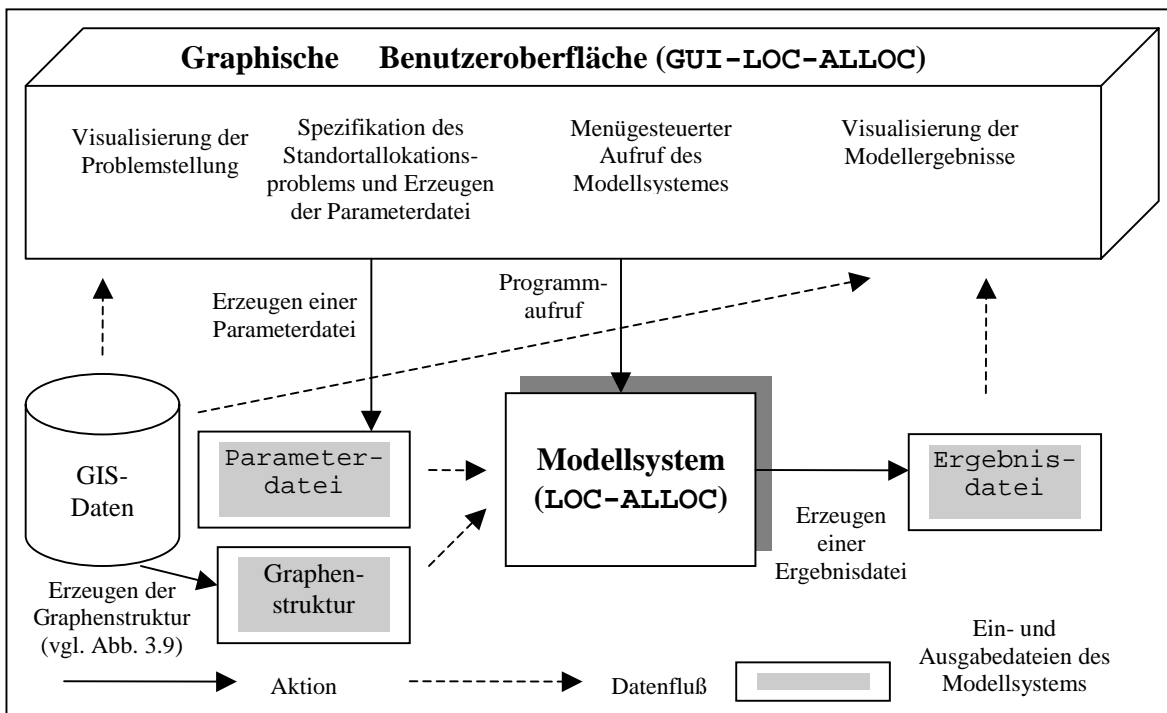 Graphische Benutzeroberfläche (GUI-LOC-ALLOC)
Visualisierung der
Problemstellung
Spezifikation des
Standortallokations-
problems und Erzeugen
der Parameterdatei
Menügesteuerter
Aufruf des
Modellsystemes
Visualisierung der
Modellergebnisse
Erzeugen einer
Parameterdatei
Programm-
aufruf
GIS-
Daten
Parameter-
datei
Modellsystem
(LOC-ALLOC)
Ergebnis-
datei
Erzeugen
einer
Ergebnisdatei
Erzeugen der
Graphenstruktur
(vgl. Abb. 3.9)
Graphen-
struktur
Aktion
Datenfluß
Ein- und
Ausgabedateien des
Modellsystems